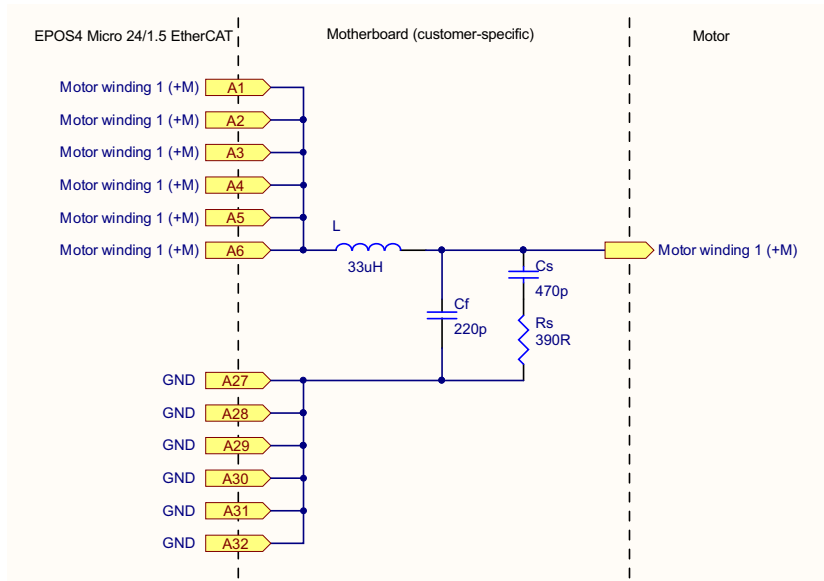 EPOS4 Micro 24/1.5 EtherCAT
Motherboard (customer-specific)
Motor
Motor winding 1 (+M) A1
Motor winding 1 (+M) A2
Motor winding 1 (+M) A3
Motor winding 1 (+M) A4
Motor winding 1 (+M) A5
Motor winding 1 (+M) A6
L
33uH
Cs
470p
Motor winding 1 (+M)
Cf
220p
Rs
390R
GND A27
GND A28
GND A29
GND A30
GND A31
GND A32